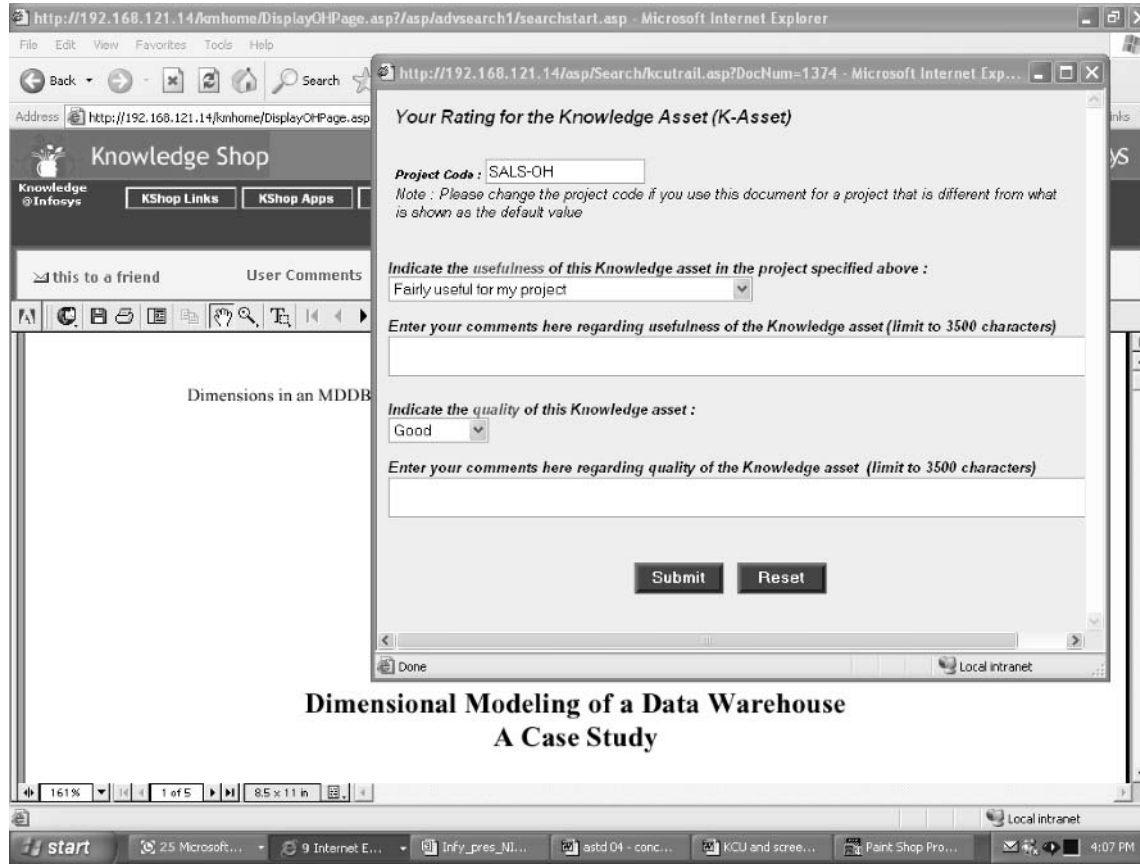 http://192.168.121.14/kmhome/DisplayOHPage.asp?/asp/advsearch1/searchstart.asp - Microsoft Internet Explorer
File Edit View Favorites Tools Help
Back Search
Address http://192.168.121.14/kmhome/DisplayOHPage.asp
Knowledge Shop
Knowledge
@Infosys
KShop Links KShop Apps
this to a friend User Comments
Dimensions in an MDDB
http://192.168.121.14/asp/Search/kcutrail.asp?DocNum=1374 - Microsoft Internet Exp...
Your Rating for the Knowledge Asset (K-Asset)
Project Code : SALS-OH
Note : Please change the project code if you use this document for a project that is different from what
is shown as the default value
Indicate the usefulness of this Knowledge asset in the project specified above :
Fairly useful for my project
Enter your comments here regarding usefulness of the Knowledge asset (limit to 3500 characters)
Indicate the quality of this Knowledge asset :
Good
Enter your comments here regarding quality of the Knowledge asset (limit to 3500 characters)
Submit Reset
Done Local intranet
Dimensional Modeling of a Data Warehouse
A Case Study
161% 1 of 5 8.5 x 11 in
Local intranet
start 25 Microsoft... 9 Internet E... Infy_pres_NI... astd 04 - conc... KCU and scree... Paint Shop Pro... 4:07 PM